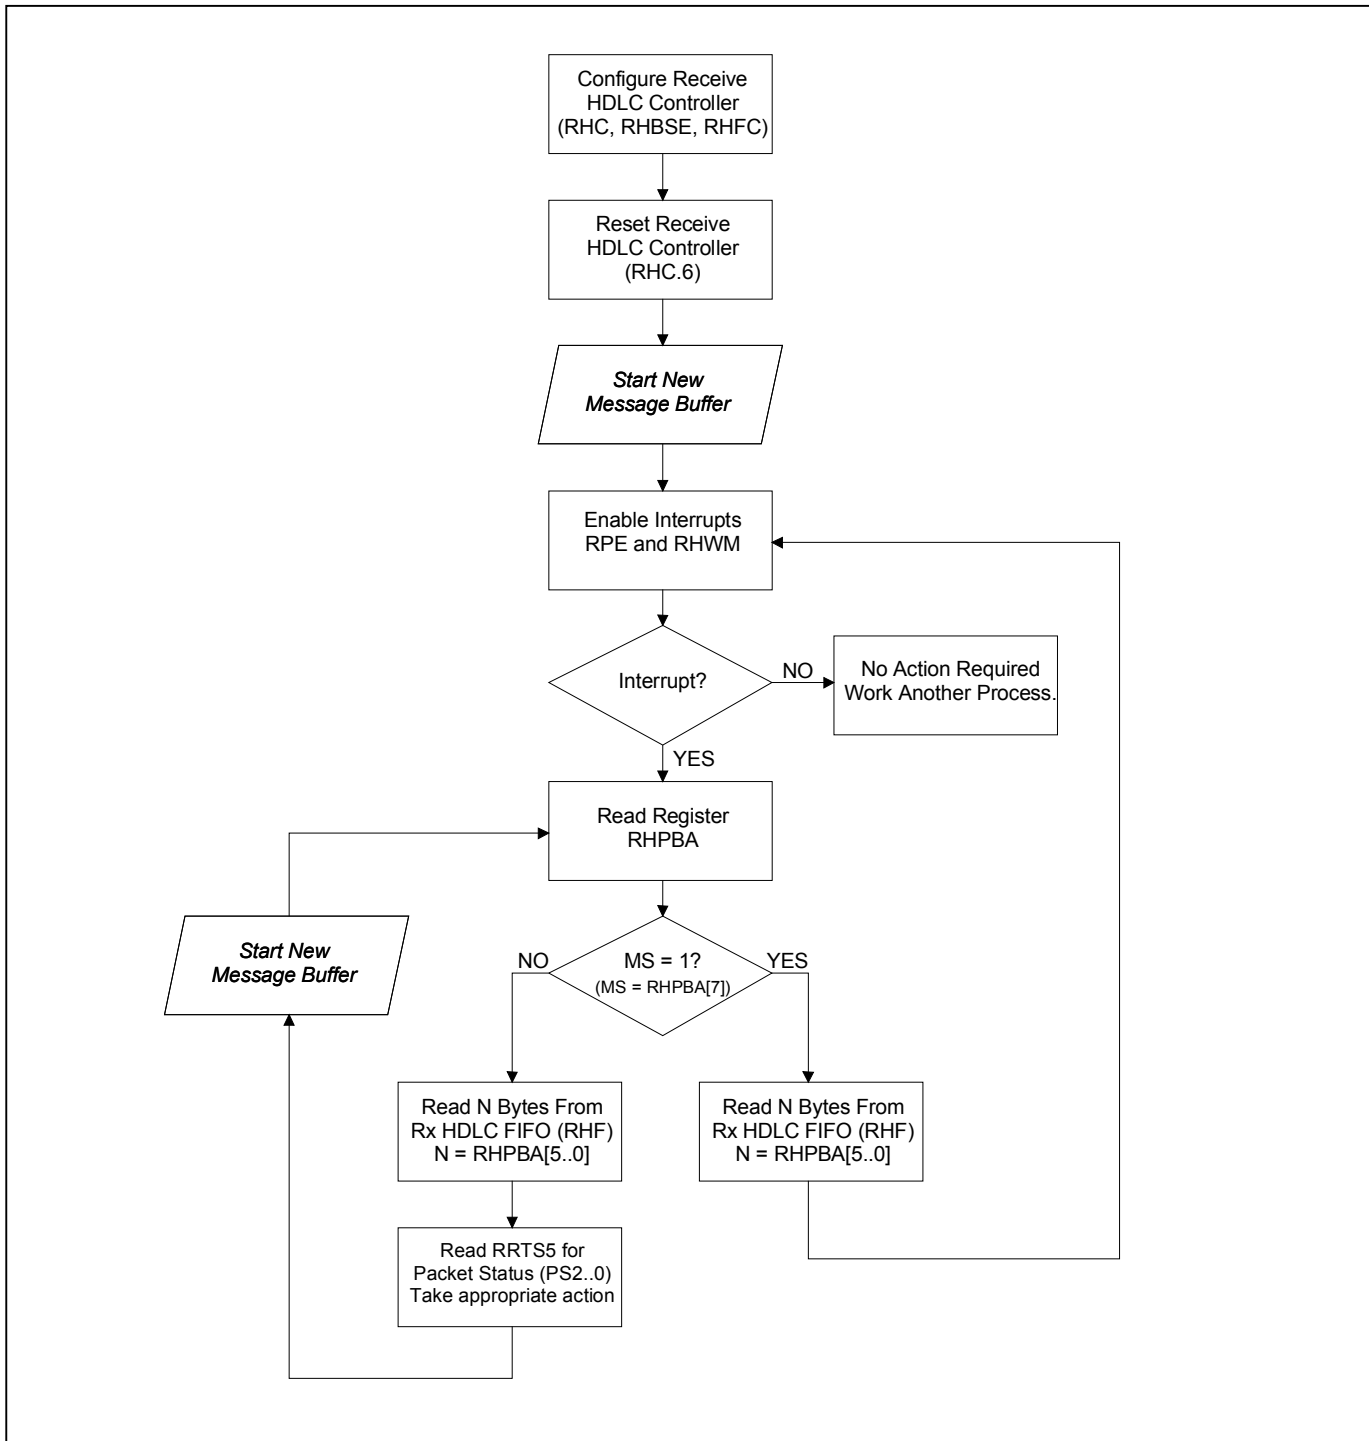 Configure Receive
HDLC Controller
(RHC, RHBSE, RHFC)
Reset Receive
HDLC Controller
(RHC.6)
Start New
Message Buffer
Enable Interrupts
RPE and RHWM
Interrupt?
NO
No Action Required
Work Another Process.
YES
Read Register
RHPBA
Start New
Message Buffer
NO
MS = 1?
(MS = RHPBA[7])
YES
Read N Bytes From
Rx HDLC FIFO (RHF)
N = RHPBA[5..0]
Read N Bytes From
Rx HDLC FIFO (RHF)
N = RHPBA[5..0]
Read RRTS5 for
Packet Status (PS2..0)
Take appropriate action